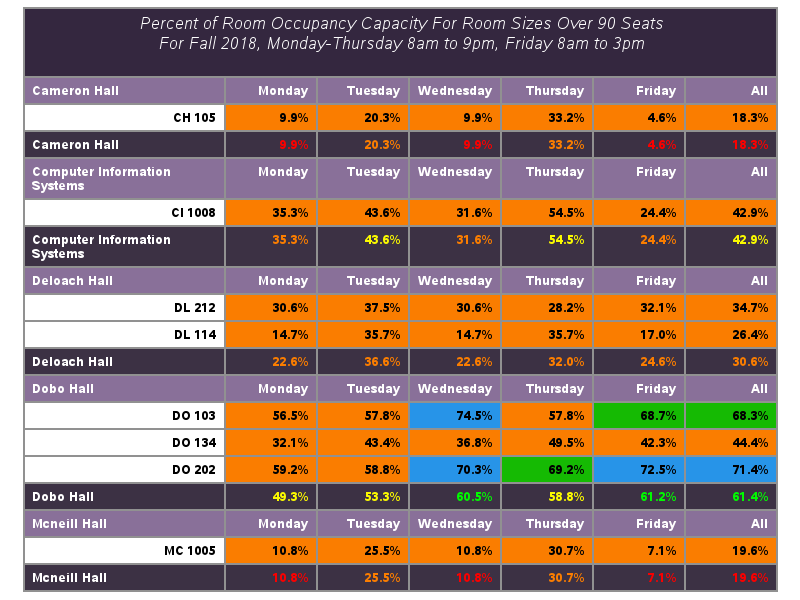 Percent of Room Occupancy Capacity For Room Sizes Over 90 Seats
For Fall 2018, Monday-Thursday 8am to 9pm, Friday 8am to 3pm
Cameron Hall Monday Tuesday Wednesday Thursday Friday All
CH 105 9.9% 20.3% 9.9% 33.2% 4.6% 18.3%
Cameron Hall 9.9% 20.3% 9.9% 33.2% 4.6% 18.3%
Computer Information Monday Tuesday Wednesday Thursday Friday All
Systems
CI 1008 35.3% 43.6% 31.6% 54.5% 24.4% 42.9%
Computer Information 35.3% 43.6% 31.6% 54.5% 24.4% 42.9%
Systems
Deloach Hall Monday Tuesday Wednesday Thursday Friday All
DL 212 30.6% 37.5% 30.6% 28.2% 32.1% 34.7%
DL 114 14.7% 35.7% 14.7% 35.7% 17.0% 26.4%
Deloach Hall 22.6% 36.6% 22.6% 32.0% 24.6% 30.6%
Dobo Hall Monday Tuesday Wednesday Thursday Friday All
DO 103 56.5% 57.8% 74.5% 57.8% 68.7% 68.3%
DO 134 32.1% 43.4% 36.8% 49.5% 42.3% 44.4%
DO 202 59.2% 58.8% 70.3% 69.2% 72.5% 71.4%
Dobo Hall 49.3% 53.3% 60.5% 58.8% 61.2% 61.4%
Mcneill Hall Monday Tuesday Wednesday Thursday Friday All
MC 1005 10.8% 25.5% 10.8% 30.7% 7.1% 19.6%
Mcneill Hall 10.8% 25.5% 10.8% 30.7% 7.1% 19.6%